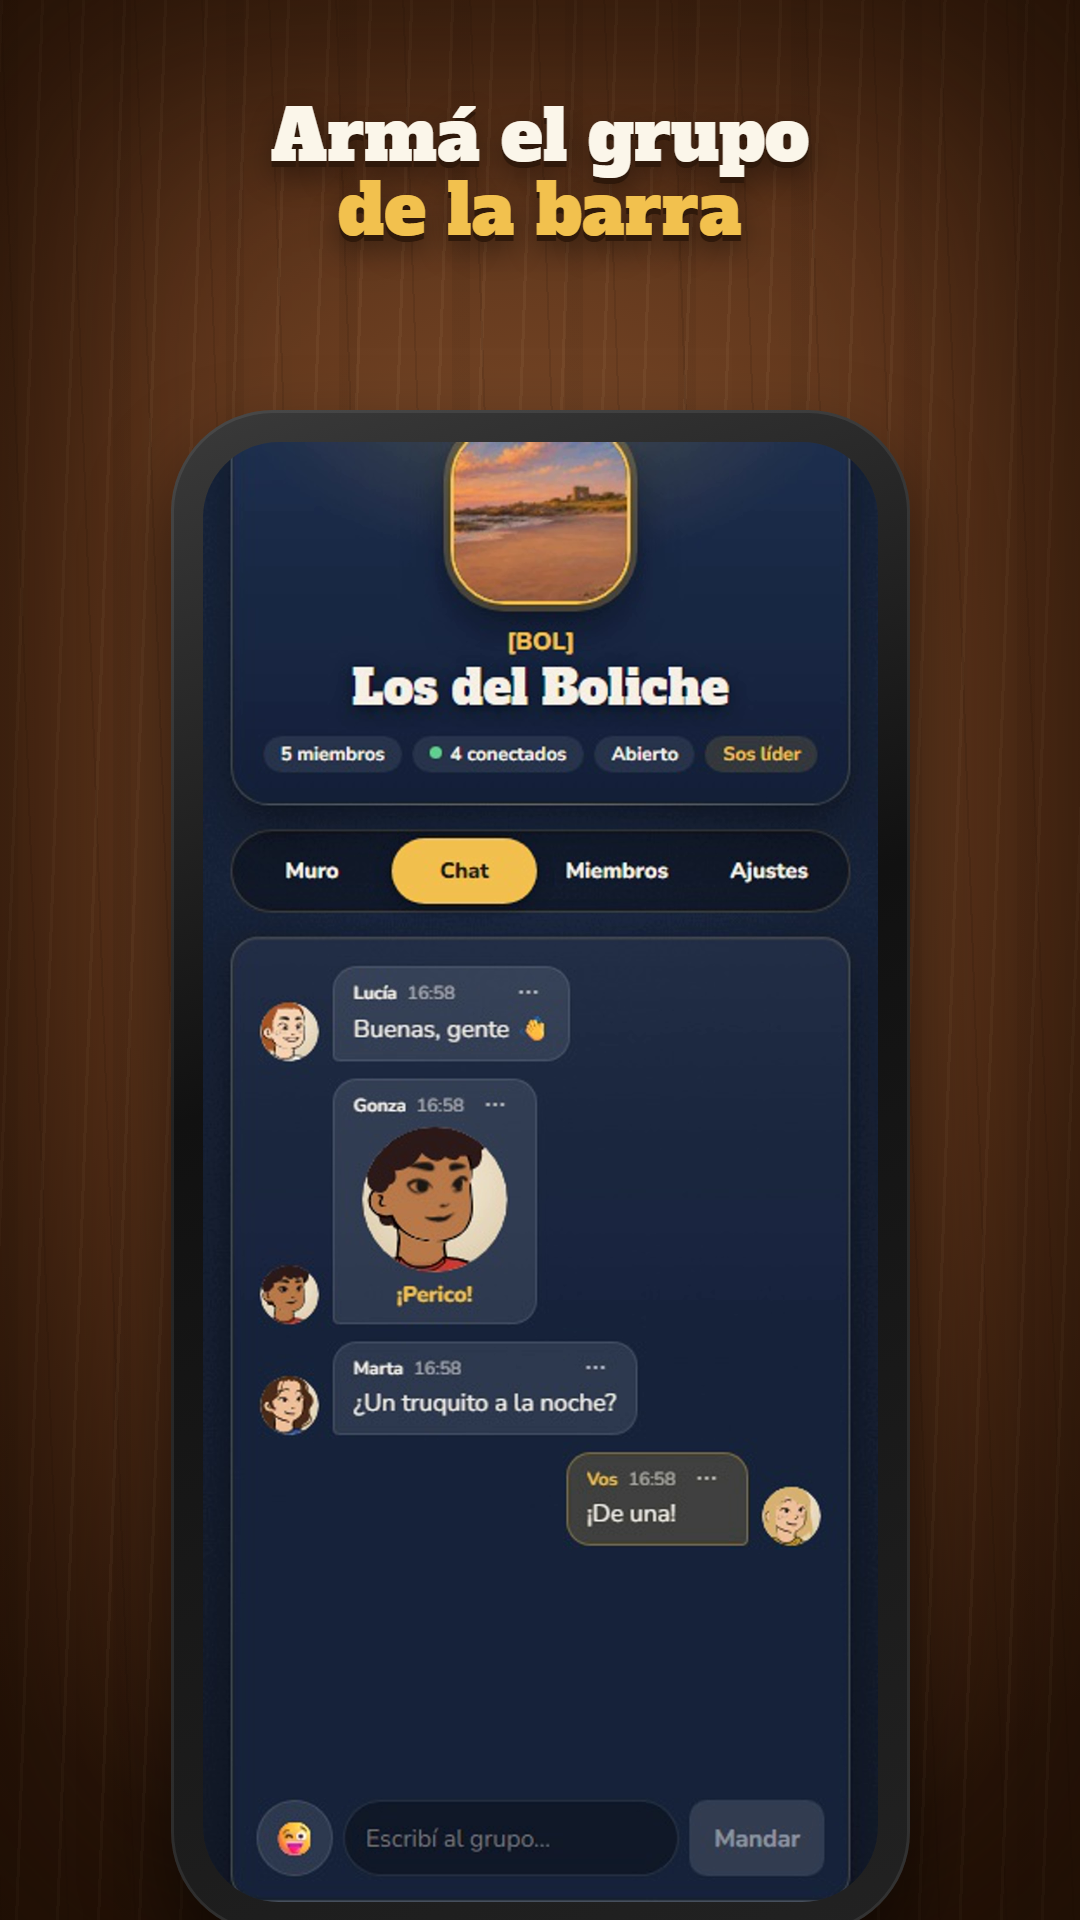 Armá el grupo
de la barra
[BOL]
Los del Boliche
5 miembros
4 conectados
Abierto
Sos líder
Muro
Chat
Miembros
Ajustes
Lucía 16:58 ...
Buenas, gente 👏
Gonza 16:58 ...
¡Perico!
Marta 16:58 ...
¿Un truquito a la noche?
Vos 16:58 ...
¡De una!
Escribí al grupo...
Mandar